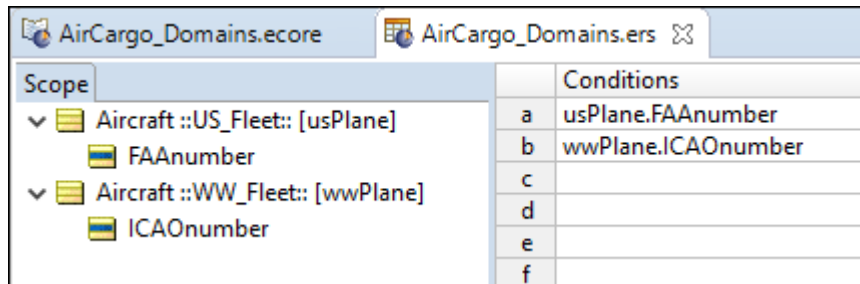 AirCargo_Domains.ecore
AirCargo_Domains.ers
Scope
Aircraft ::US_Fleet:: [usPlane]
FAAnumber
Aircraft ::WW_Fleet:: [wwPlane]
ICAOnumber
Conditions
a usPlane.FAAnumber
b wwPlane.ICAOnumber
c
d
e
f